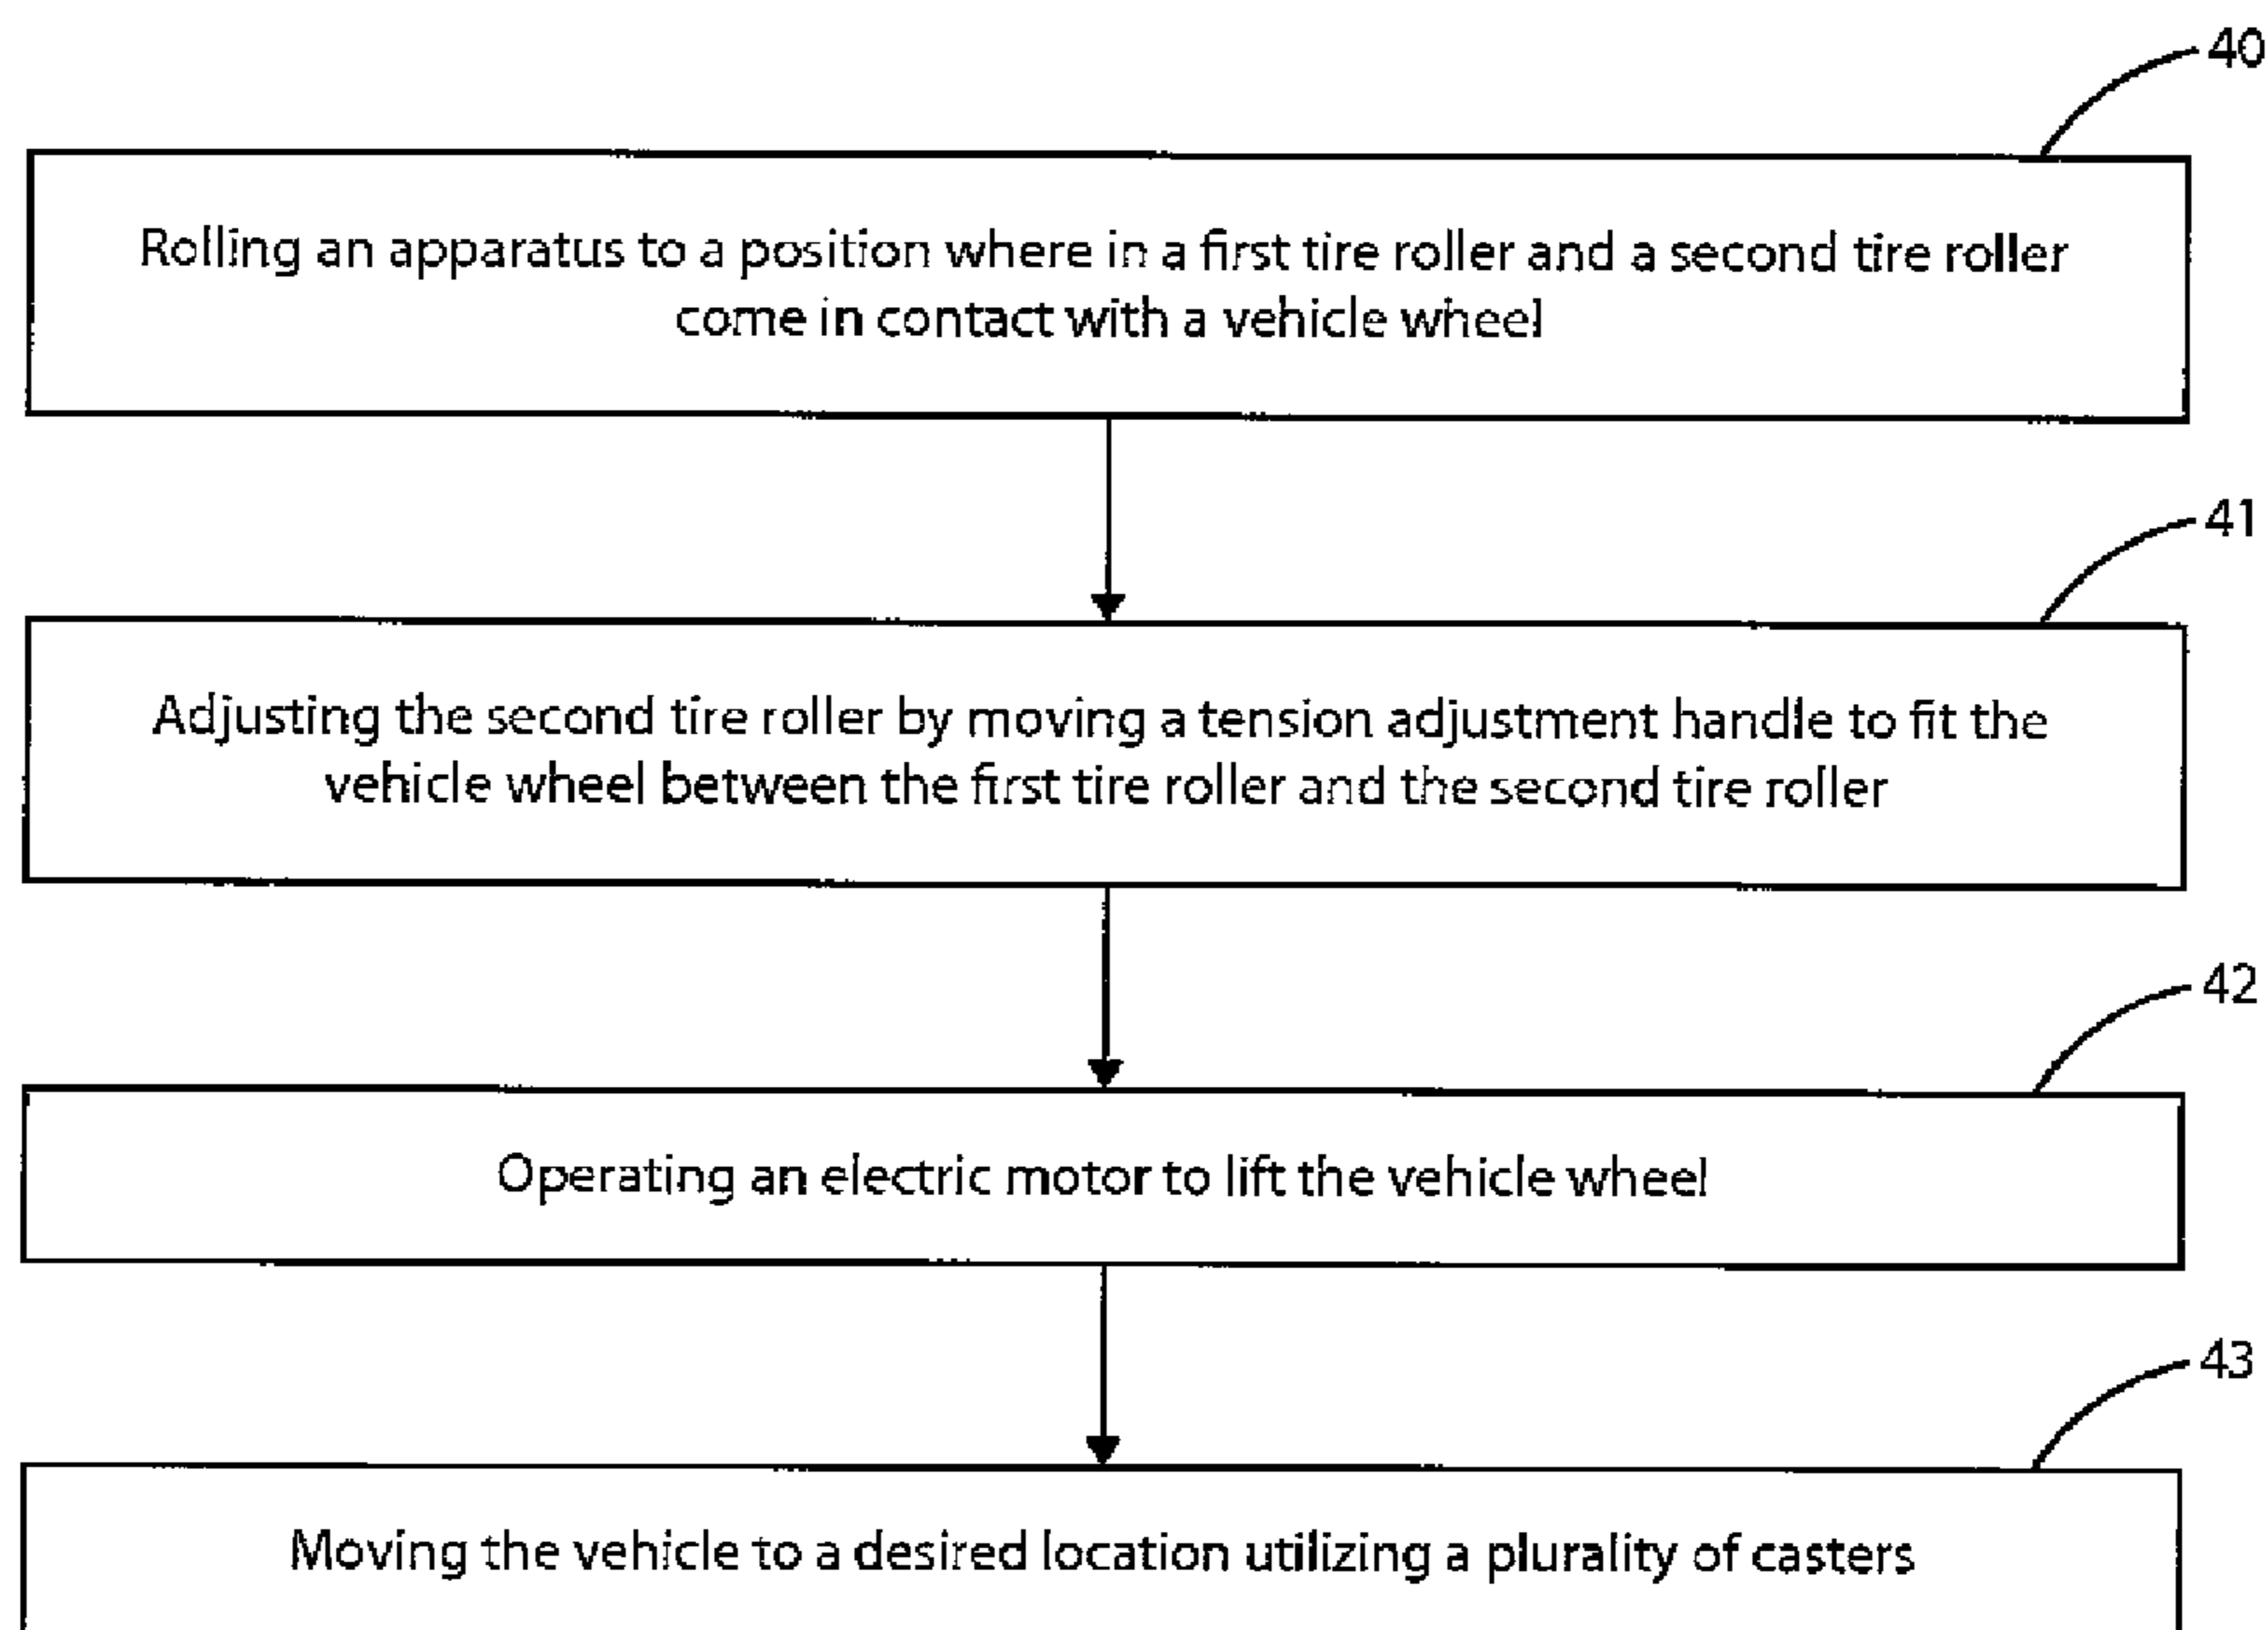 40
Rolling an apparatus to a position where in a first tire roller and a second tire roller
come in contact with a vehicle wheel
41
Adjusting the second tire roller by moving a tension adjustment handle to fit the
vehicle wheel between the first tire roller and the second tire roller
42
Operating an electric motor to lift the vehicle wheel
43
Moving the vehicle to a desired location utilizing a plurality of casters